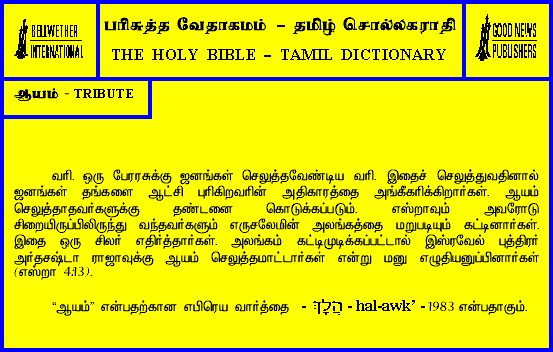 BELLWETHER
INTERNATIONAL
பரிசுத்த வேதாகமம் – தமிழ் சொல்லகராதி
THE HOLY BIBLE – TAMIL DICTIONARY
GOOD NEWS
PUBLISHERS
ஆயம் - TRIBUTE
வரி. ஒரு பேரரசுக்கு ஜனங்கள் செலுத்தவேண்டிய வரி. இதைச் செலுத்துவதினால்
ஜனங்கள் தங்களை ஆட்சி புரிகிறவரின் அதிகாரத்தை அங்கீகரிக்கிறார்கள். ஆயம்
செலுத்தாதவர்களுக்கு தண்டனை கொடுக்கப்படும். எஸ்றாவும் அவரோடு
சிறையிருப்பிலிருந்து வந்தவர்களும் எருசலேமின் அலங்கத்தை மறுபடியும் கட்டினார்கள்.
இதை ஒரு சிலர் எதிர்த்தார்கள். அலங்கம் கட்டிமுடிக்கப்பட்டால் இஸ்ரவேல் புத்திரர்
அர்தசஷ்டா ராஜாவுக்கு ஆயம் செலுத்தமாட்டார்கள் என்று மனு எழுதியனுப்பினார்கள்
(எஸ்றா 4:13).
“ஆயம்” என்பதற்கான எபிரெய வார்த்தை - הֲלָךְ - hal-awk’ - 1983 என்பதாகும்.